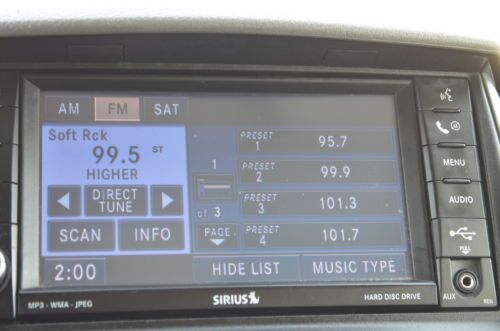 AM FM SAT
Soft Rck
99.5 ST
HIGHER
DIRECT TUNE
SCAN INFO
2:00
1
of 3
PAGE
PRESET 1 95.7
PRESET 2 99.9
PRESET 3 101.3
PRESET 4 101.7
HIDE LIST MUSIC TYPE
MP3 - WMA - JPEG SIRIUS HARD DISC DRIVE
MENU
AUDIO
PULL
AUX REN